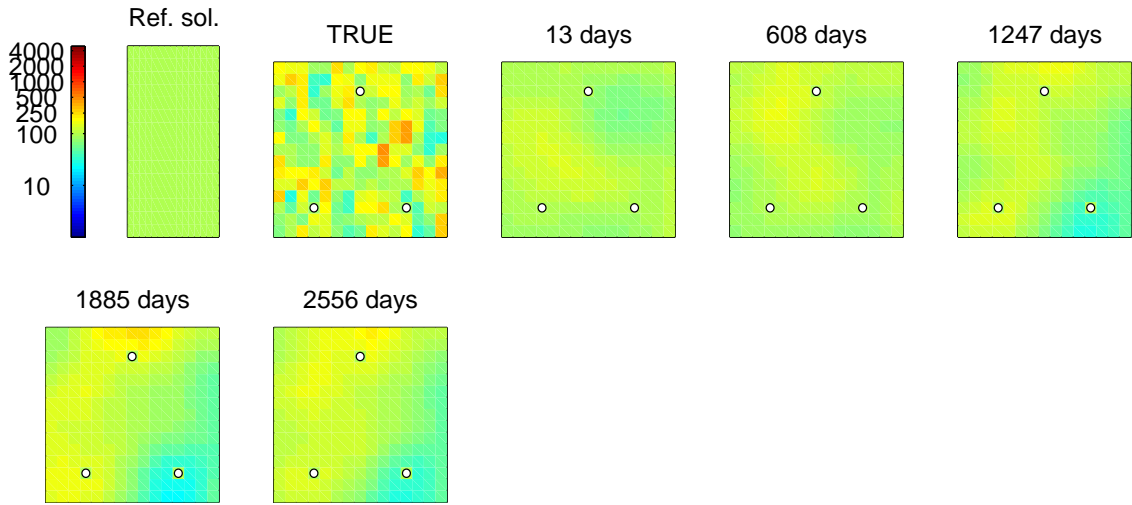 Ref. sol.
TRUE
13 days
608 days
1247 days
4000
2000
1000
500
250
100
10
1885 days
2556 days